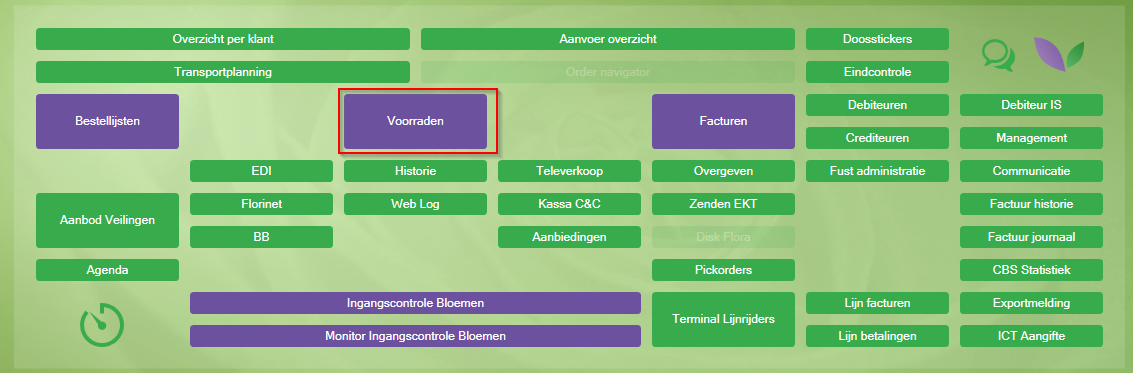 Overzicht per klant
Aanvoer overzicht
Doosstickers
Transportplanning
Order navigator
Eindcontrole
Bestellijsten
Voorraden
Facturen
Debiteuren
Debiteur IS
Crediteuren
Management
EDI
Historie
Televerkoop
Overgeven
Fust administratie
Communicatie
Aanbod Veilingen
Florinet
Web Log
Kassa C&C
Zenden EKT
Factuur historie
BB
Aanbiedingen
Disk Flora
Factuur journaal
Agenda
Pickorders
CBS Statistiek
Ingangscontrole Bloemen
Terminal Lijnrijders
Lijn facturen
Exportmelding
Monitor Ingangscontrole Bloemen
Lijn betalingen
ICT Aangifte